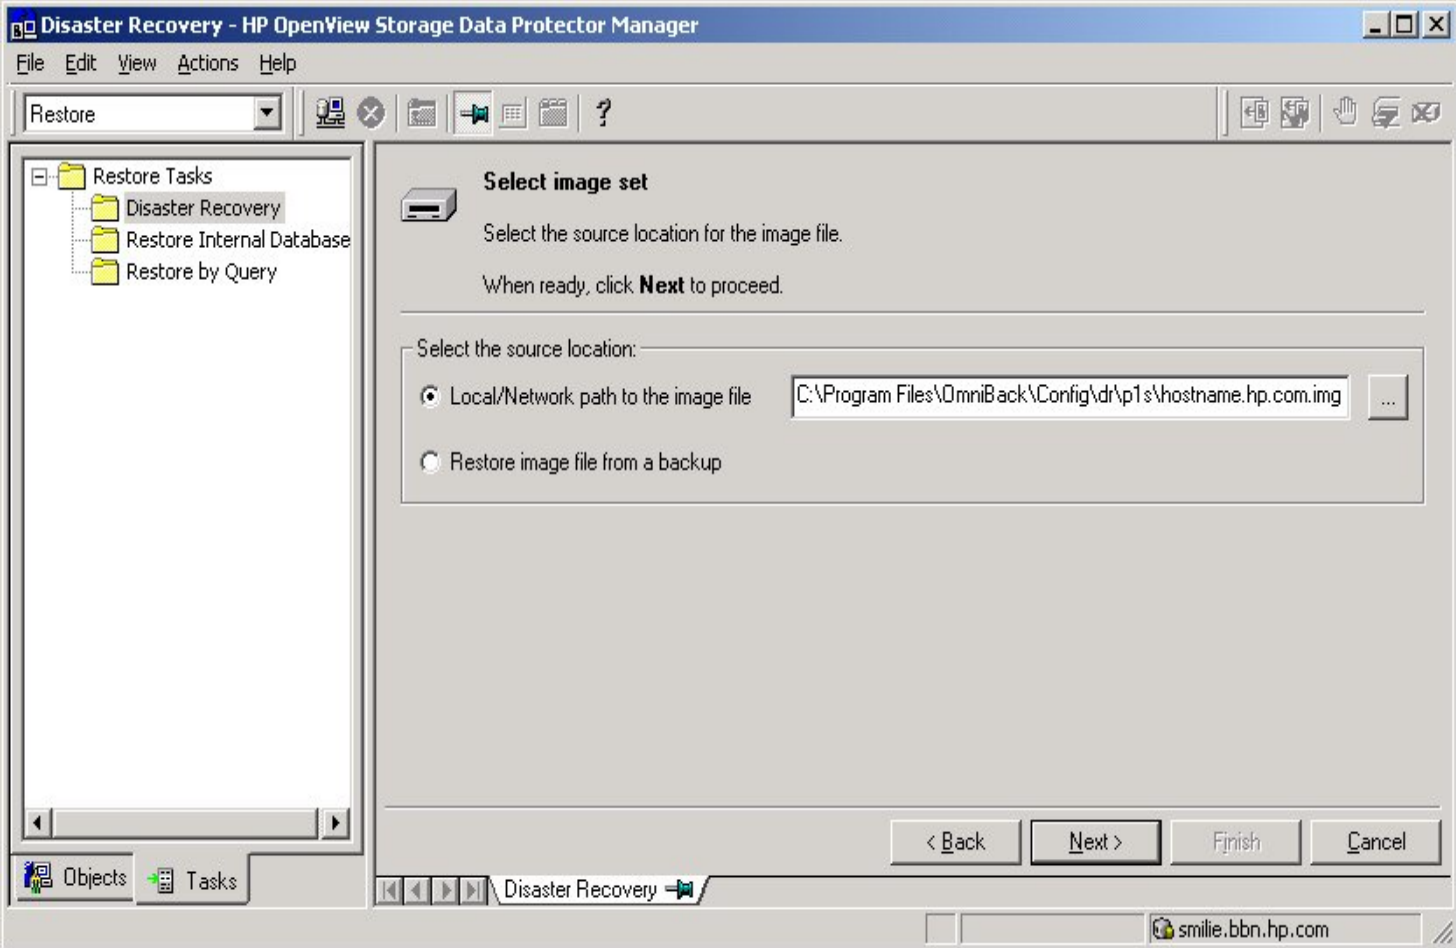 Disaster Recovery - HP OpenView Storage Data Protector Manager
File Edit View Actions Help
Restore
?
Restore Tasks
Disaster Recovery
Restore Internal Database
Restore by Query
Objects
Tasks
Select image set
Select the source location for the image file.
When ready, click Next to proceed.
Select the source location:
Local/Network path to the image file
C:\Program Files\OmniBack\Config\dr\p1s\hostname.hp.com.img
...
Restore image file from a backup
< Back
Next >
Finish
Cancel
Disaster Recovery
smilie.bbn.hp.com